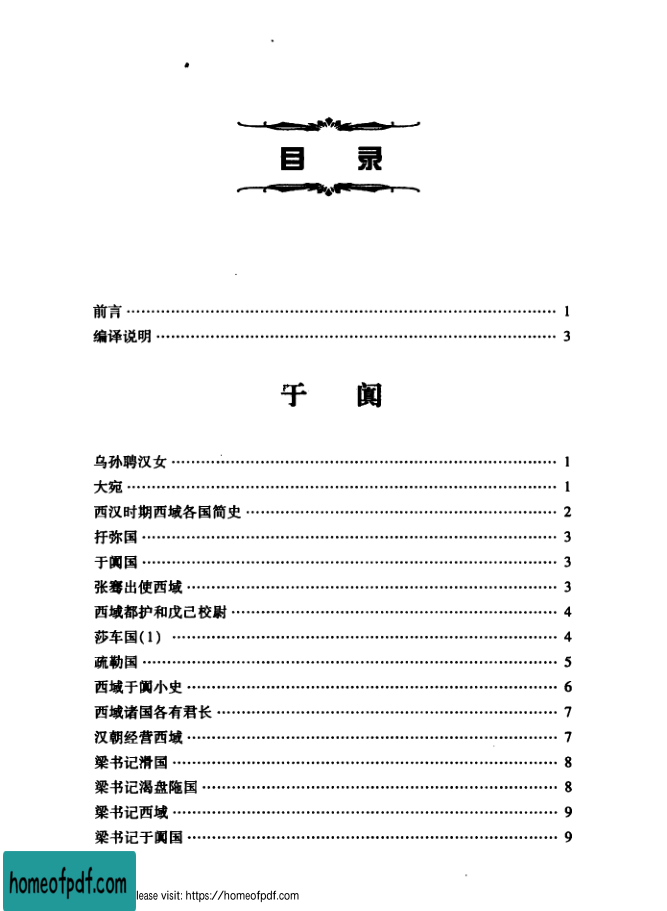 目 录
前言 …… 1
编译说明 …… 3
于 阗
乌孙聘汉女 …… 1
大宛 …… 1
西汉时期西域各国简史 …… 2
扜弥国 …… 3
于阗国 …… 3
张骞出使西域 …… 3
西域都护和戊己校尉 …… 4
莎车国(1) …… 4
疏勒国 …… 5
西域于阗小史 …… 6
西域诸国各有君长 …… 7
汉朝经营西域 …… 7
梁书记滑国 …… 8
梁书记渴盘陁国 …… 8
梁书记西域 …… 9
梁书记于阗国 …… 9
homeofpdf.com
lease visit: https://homeofpdf.com